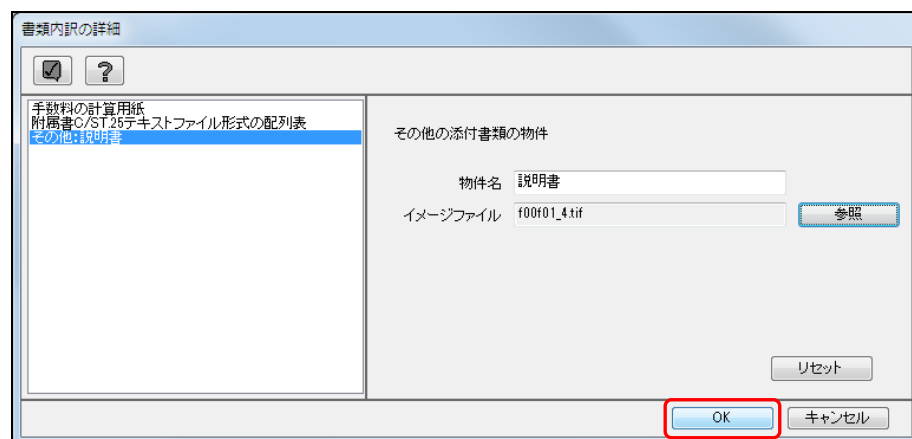 書類内訳の詳細
?
手数料の計算用紙
附属書C/ST.25テキストファイル形式の配列表
その他:説明書
その他の添付書類の物件
物件名 説明書
イメージファイル f00f01_4.tif 参照
リセット
OK キャンセル